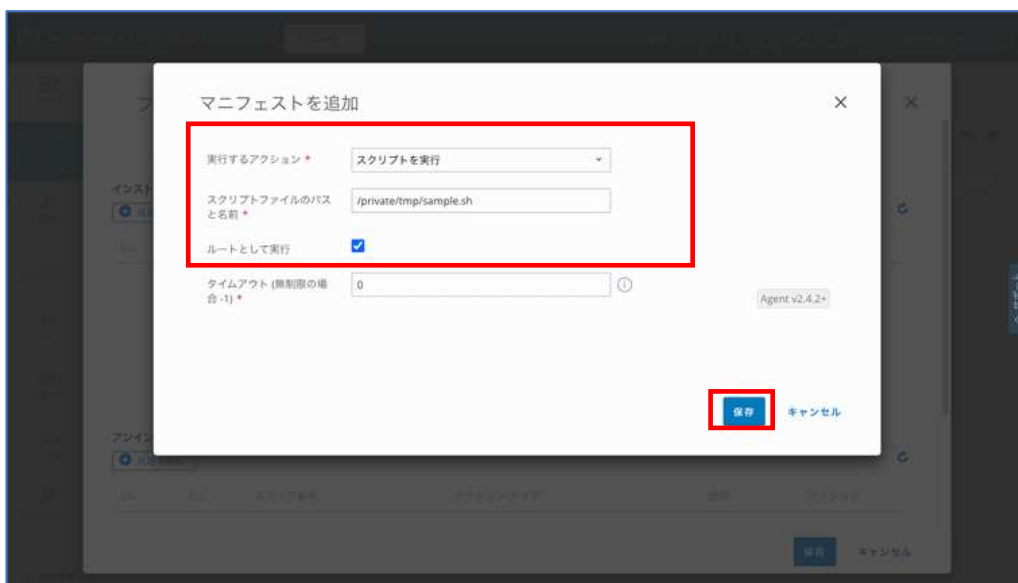 マニフェストを追加
実行するアクション *
スクリプトを実行
スクリプトファイルのパス
と名前 *
/private/tmp/sample.sh
ルートとして実行
タイムアウト (無制限の場
合 -1) *
0
Agent v2.4.2+
保存
キャンセル
インスト
アンイン
保存
キャンセル